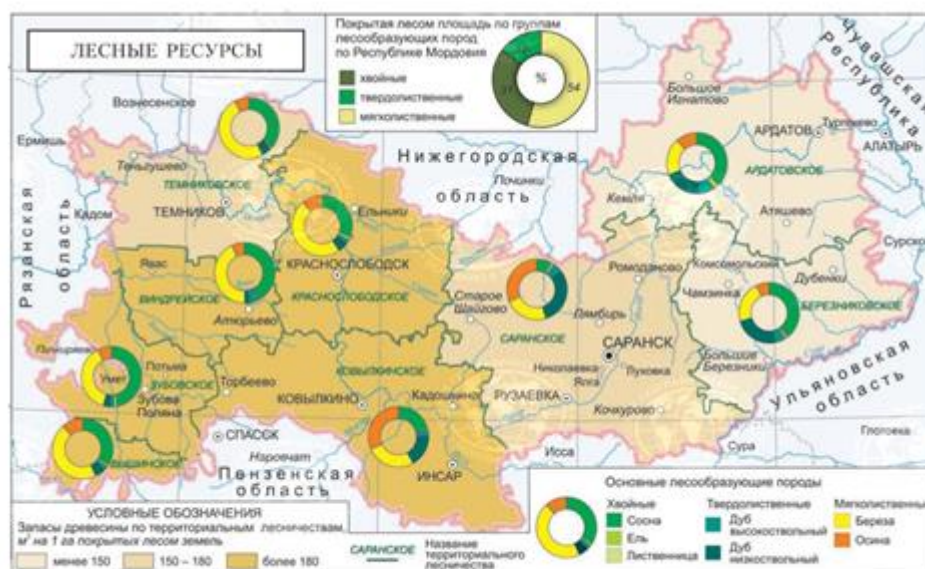 ЛЕСНЫЕ РЕСУРСЫ
Покрытая лесом площадь по группам
лесообразующих пород
по Республике Мордовия
хвойные
твердолиственные
мягколиственные
%
54
Чувашская
Республика
Вознесенское
Ермишь
Теньгушево
ТЕМНИКОВСКОЕ
ТЕМНИКОВ
Кадом
Рязанская
область
Нижегородская
область
Починки
Большое
Игнатово
АРДАТОВ
Тургенево
АЛАТЫРЬ
АРДАТОВСКОЕ
Кемля
Атяшево
Сурское
Ельники
КРАСНОСЛОБОДСК
КРАСНОСЛОБОДСКОЕ
Явас
ВИНДРЕЙСКОЕ
Атюрьево
Старое
Шайгово
САРАНСКОЕ
Ромоданово
Лямбирь
САРАНСК
Комсомольский
Чамзинка
Дубенки
БЕРЕЗНИКОВСКОЕ
Большие
Березники
Ульяновская
область
Николаевка
Ялга
Луховка
РУЗАЕВКА
Кочкурово
Умет
Потьма
ЗУБОВСКОЕ
Зубова
Поляна
Торбеево
КОВЫЛКИНСКОЕ
КОВЫЛКИНО
Кадошкино
ИНСАР
СПАССК
Наровчат
Пензенская
область
Исса
Сура
Глотовка
УСЛОВНЫЕ ОБОЗНАЧЕНИЯ
Запасы древесины по территориальным лесничествам,
м³ на 1 га покрытых лесом земель
менее 150
150 – 180
более 180
САРАНСКОЕ
Название
территориального
лесничества
Основные лесообразующие породы
Хвойные
Сосна
Ель
Лиственница
Твердолиственные
Дуб
высокоствольный
Дуб
низкоствольный
Мягколиственные
Береза
Осина